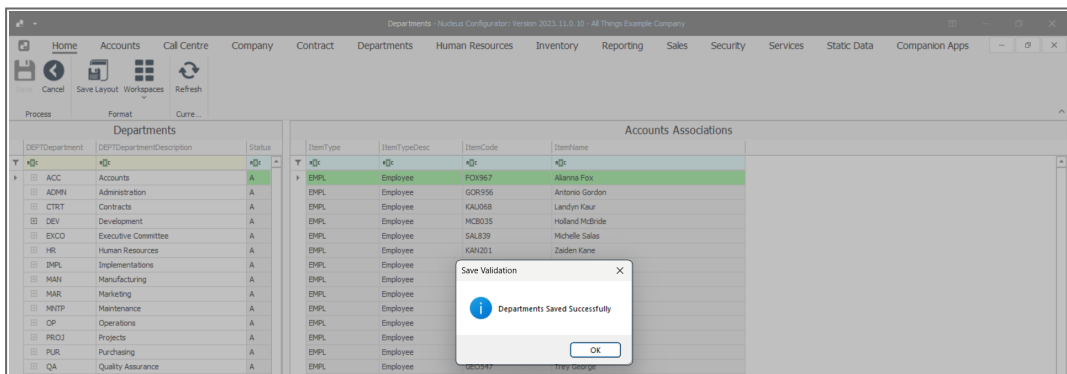 Departments - Nucleus Configurator: Version 2023.11.0.10 - All Things Example Company
Home Accounts Call Centre Company Contract Departments Human Resources Inventory Reporting Sales Security Services Static Data Companion Apps
Save Cancel Save Layout Workspaces Refresh
Process Format Curre...
Departments Accounts Associations
DEPTDepartment DEPTDepartmentDescription Status ItemType ItemTypeDesc ItemCode ItemName
ACC Accounts A EMPL Employee FOX967 Alianna Fox
ADMN Administration A EMPL Employee GOR956 Antonio Gordon
CTRT Contracts A EMPL Employee KAU068 Landyn Kaur
DEV Development A EMPL Employee MCB035 Holland McBride
EXCO Executive Committee A EMPL Employee SAL839 Michelle Salas
HR Human Resources A EMPL Employee KAN201 Zaiden Kane
IMPL Implementations A EMPL Employee
Save Validation
MAN Manufacturing A EMPL Employee
MAR Marketing A EMPL Employee
MNTP Maintenance A EMPL Employee
Departments Saved Successfully
OP Operations A EMPL Employee
PROJ Projects A EMPL Employee
PUR Purchasing A EMPL Employee
OK
QA Quality Assurance A EMPL Employee GEO547 Trey George